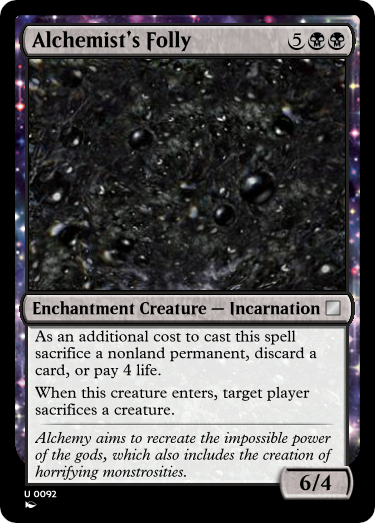 Alchemist's Folly 5
Enchantment Creature — Incarnation
As an additional cost to cast this spell
sacrifice a nonland permanent, discard a
card, or pay 4 life.
When this creature enters, target player
sacrifices a creature.
Alchemy aims to recreate the impossible power
of the gods, which also includes the creation of
horrifying monstrosities.
6/4
U 0092